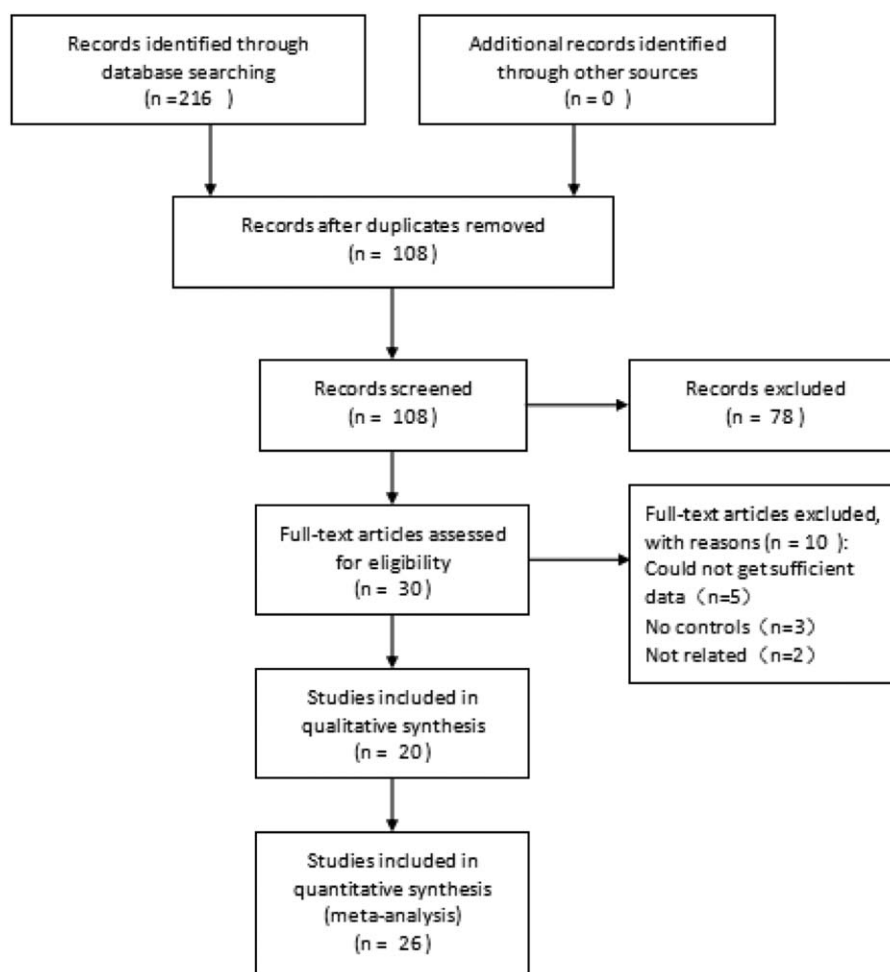 Records identified through
database searching
(n =216  )
Additional records identified
through other sources
(n = 0  )
Records after duplicates removed
(n =  108)
Records screened
(n =  108)
Records excluded
(n =  78)
Full-text articles assessed
for eligibility
(n =  30)
Full-text articles excluded,
with reasons (n = 10  ):
Could not get sufficient
data（n=5）
No controls（n=3）
Not related（n=2）
Studies included in
qualitative synthesis
(n =  20)
Studies included in
quantitative synthesis
(meta-analysis)
(n =  26)